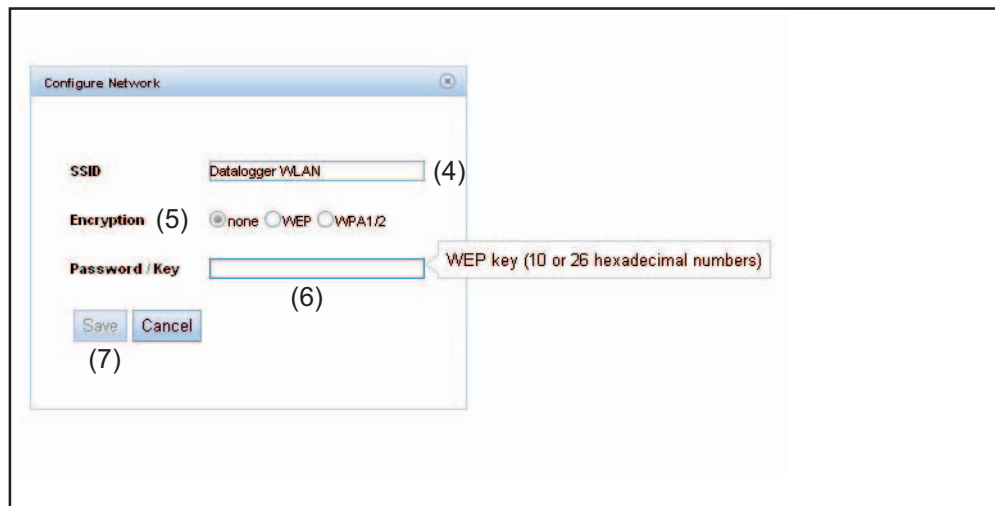 Configure Network
SSID Datalogger WLAN (4)
Encryption (5) none WEP WPA1/2
Password / Key WEP key (10 or 26 hexadecimal numbers)
(6)
Save Cancel
(7)